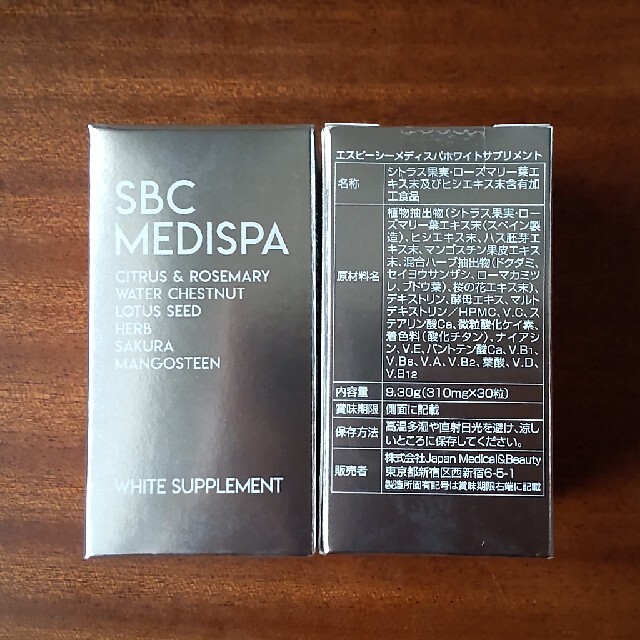 SBC
MEDISPA
CITRUS & ROSEMARY
WATER CHESTNUT
LOTUS SEED
HERB
SAKURA
MANGOSTEEN
WHITE SUPPLEMENT
エスビーシーメディスパホワイトサプリメント
名称
シトラス果実・ローズマリー葉エ
キス末及びヒシエキス末含有加
工食品
原材料名
植物抽出物(シトラス果実・ロー
ズマリー葉エキス末(スペイン製
造)、ヒシエキス末、ハス胚芽エ
キス末、マンゴスチン果皮エキス
末、混合ハーブ抽出物(ドクダミ、
セイヨウサンザシ、ローマカミツ
レ、ブドウ葉)、桜の花エキス末)、
デキストリン、酵母エキス、マルト
デキストリン/HPMC、V.C、ス
テアリン酸Ca、微粒酸化ケイ素、
着色料(酸化チタン)、ナイアシ
ン、V.E、パントテン酸Ca、V.B1、
V.B6、V.A、V.B2、葉酸、V.D、
V.B12
内容量
9.30g(310mg×30粒)
賞味期限
側面に記載
保存方法
高温多湿や直射日光を避け、涼し
いところに保存してください。
販売者
株式会社Japan Medical&Beauty
東京都新宿区西新宿6-5-1
製造所固有記号は賞味期限右端に記載